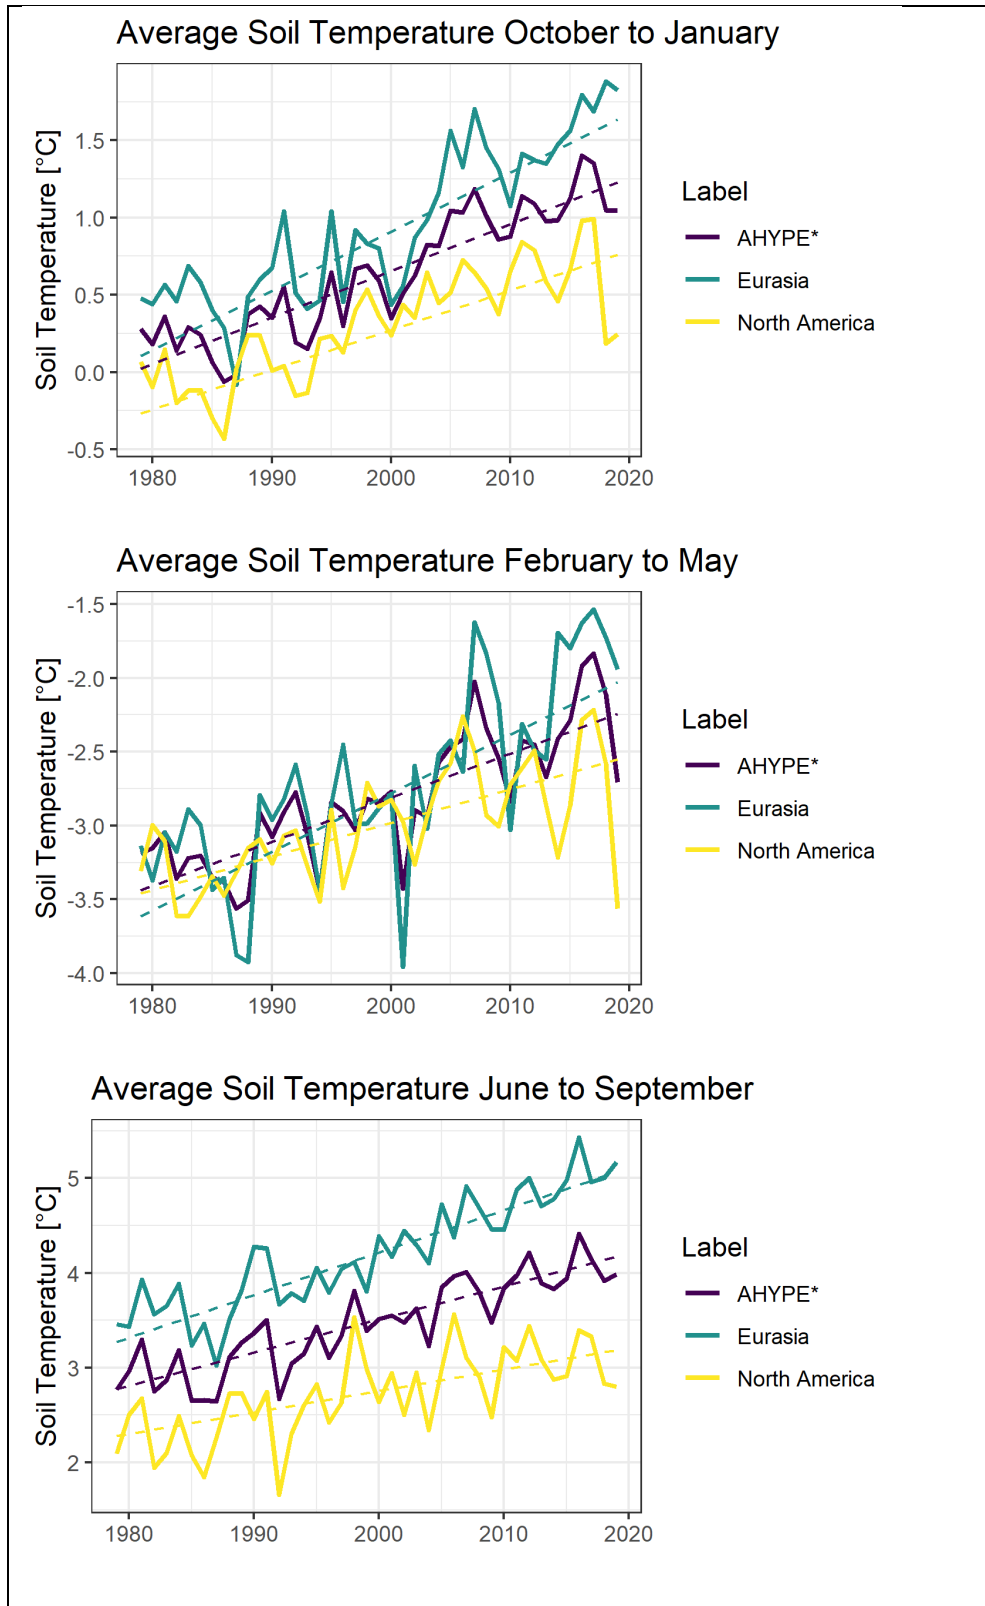 Average Soil Temperature October to January
Soil Temperature [°C]
1.5
1.0
0.5
0.0
-0.5
1980 1990 2000 2010 2020
Label
AHYPE*
Eurasia
North America
Average Soil Temperature February to May
Soil Temperature [°C]
-1.5
-2.0
-2.5
-3.0
-3.5
-4.0
1980 1990 2000 2010 2020
Label
AHYPE*
Eurasia
North America
Average Soil Temperature June to September
Soil Temperature [°C]
5
4
3
2
1980 1990 2000 2010 2020
Label
AHYPE*
Eurasia
North America